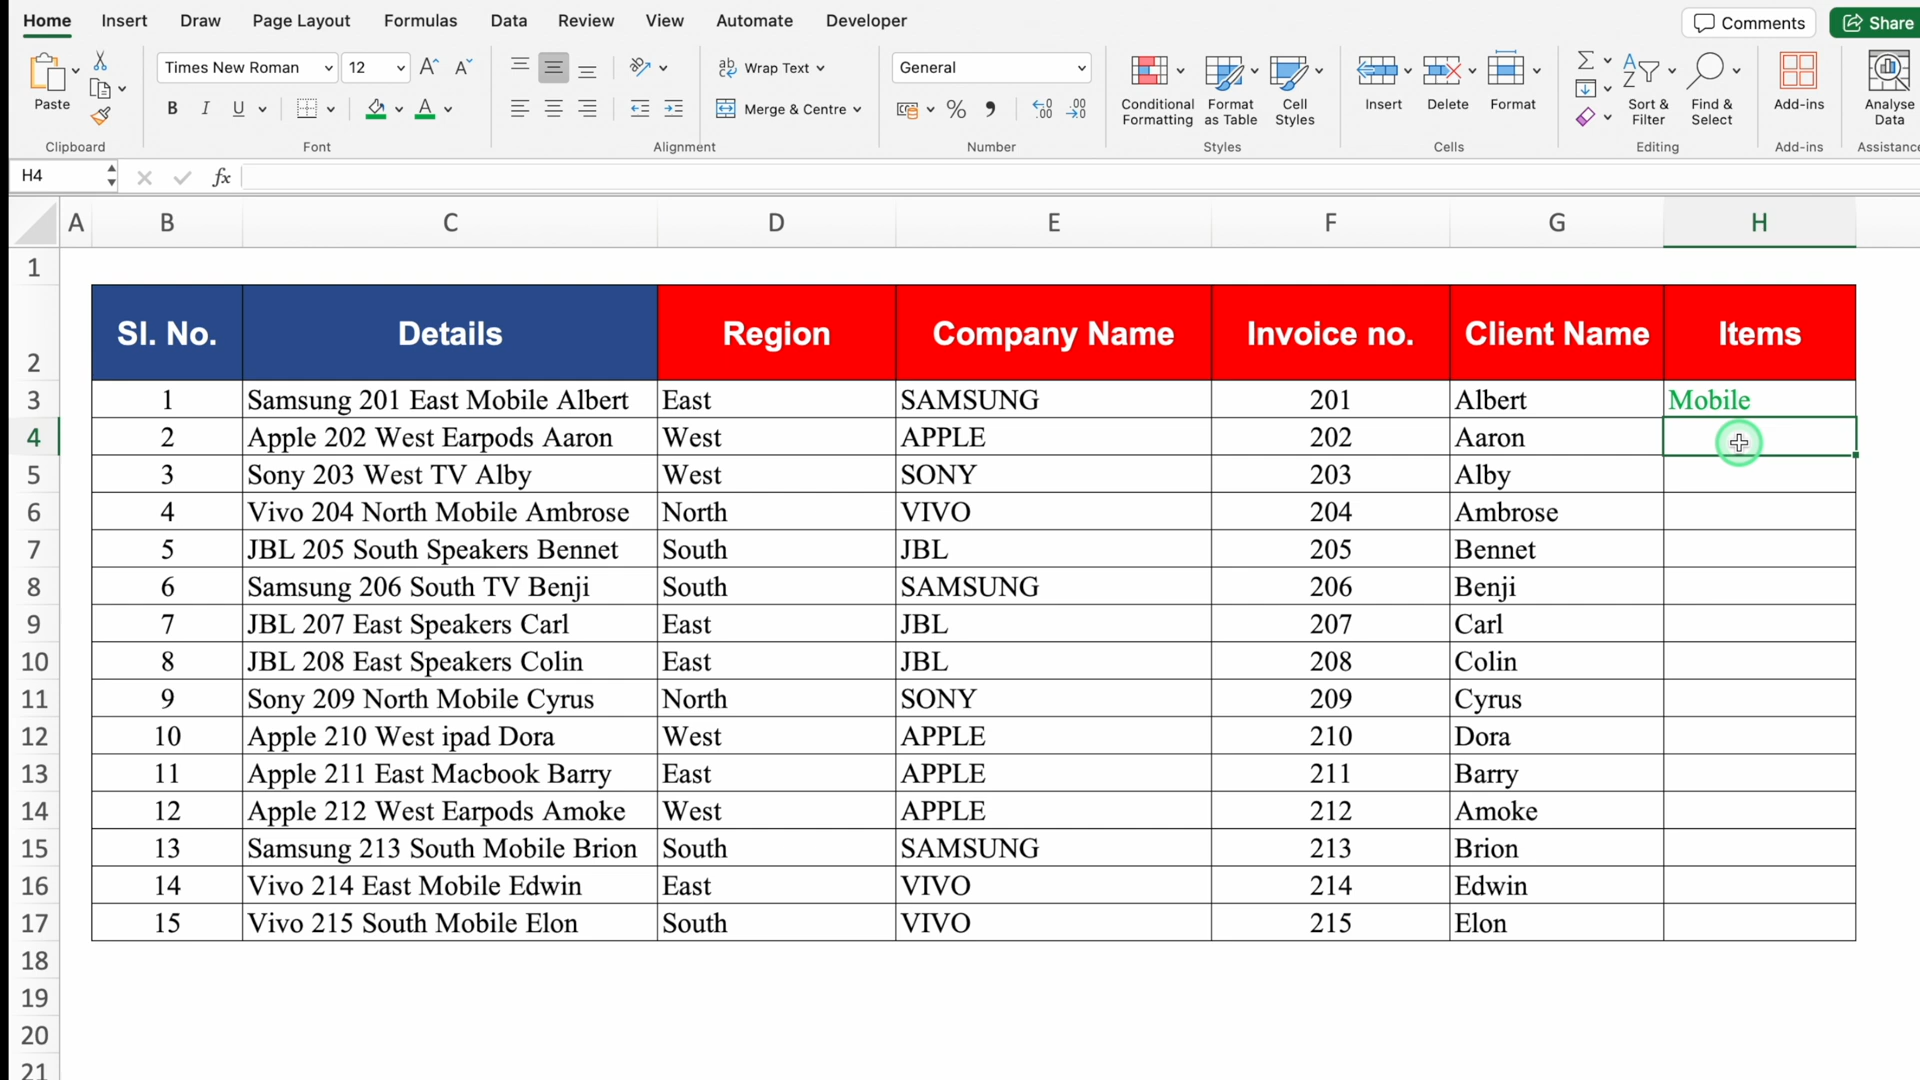 Home Insert Draw Page Layout Formulas Data Review View Automate Developer Comments Share
Paste Times New Roman 12 Wrap Text General Conditional Formatting Format as Table Cell Styles Insert Delete Format Sort & Filter Find & Select Add-ins Analyse Data
B I U A Merge & Centre % 9
Clipboard Font Alignment Number Styles Cells Editing Add-ins Assistance
H4 fx
A B C D E F G H
1
2 Sl. No. Details Region Company Name Invoice no. Client Name Items
3 1 Samsung 201 East Mobile Albert East SAMSUNG 201 Albert Mobile
4 2 Apple 202 West Earpods Aaron West APPLE 202 Aaron
5 3 Sony 203 West TV Alby West SONY 203 Alby
6 4 Vivo 204 North Mobile Ambrose North VIVO 204 Ambrose
7 5 JBL 205 South Speakers Bennet South JBL 205 Bennet
8 6 Samsung 206 South TV Benji South SAMSUNG 206 Benji
9 7 JBL 207 East Speakers Carl East JBL 207 Carl
10 8 JBL 208 East Speakers Colin East JBL 208 Colin
11 9 Sony 209 North Mobile Cyrus North SONY 209 Cyrus
12 10 Apple 210 West ipad Dora West APPLE 210 Dora
13 11 Apple 211 East Macbook Barry East APPLE 211 Barry
14 12 Apple 212 West Earpods Amoke West APPLE 212 Amoke
15 13 Samsung 213 South Mobile Brion South SAMSUNG 213 Brion
16 14 Vivo 214 East Mobile Edwin East VIVO 214 Edwin
17 15 Vivo 215 South Mobile Elon South VIVO 215 Elon
18
19
20
21